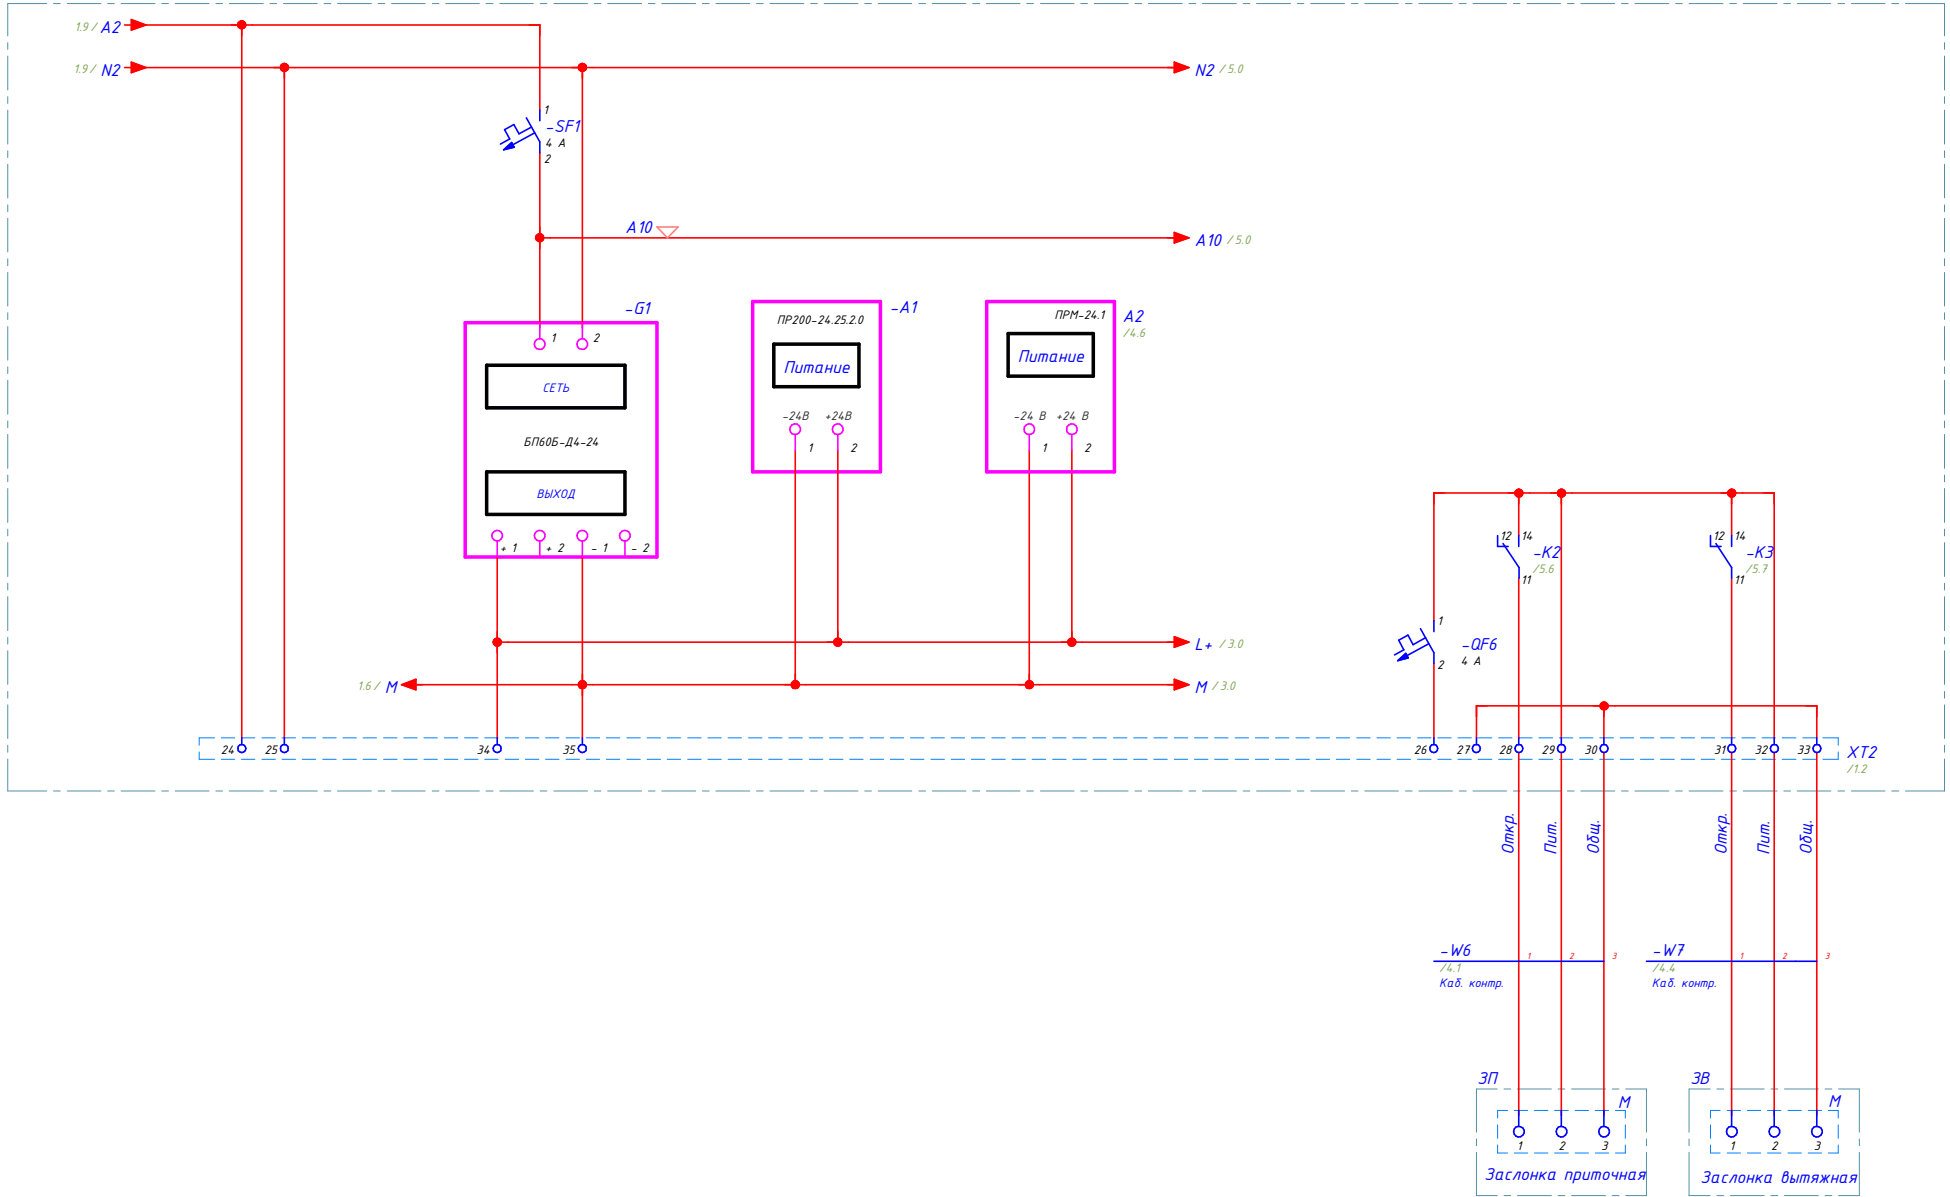 1.9/ A2
1.9/ N2
N2 /5.0
1
-SF1
4 A
2
A10
A10 /5.0
-G1
1
2
СЕТЬ
БП60Б-Д4-24
ВЫХОД
+ 1
+ 2
- 1
- 2
-A1
ПР200-24.25.2.0
Питание
-24В
+24В
1
2
ПРМ-24.1
A2
/4.6
Питание
-24 В
+24 В
1
2
12
14
-K2
/5.6
11
12
14
-K3
/5.7
11
1
-QF6
2
4 A
L+ /3.0
1.6/ M
M /3.0
24
25
34
35
26
27
28
29
30
31
32
33
XT2
/1.2
Откр.
Пит.
Общ.
Откр.
Пит.
Общ.
-W6
/4.1
Каб. контр.
1
2
3
-W7
/4.4
Каб. контр.
1
2
3
ЗП
M
1
2
3
Заслонка приточная
ЗВ
M
1
2
3
Заслонка вытяжная